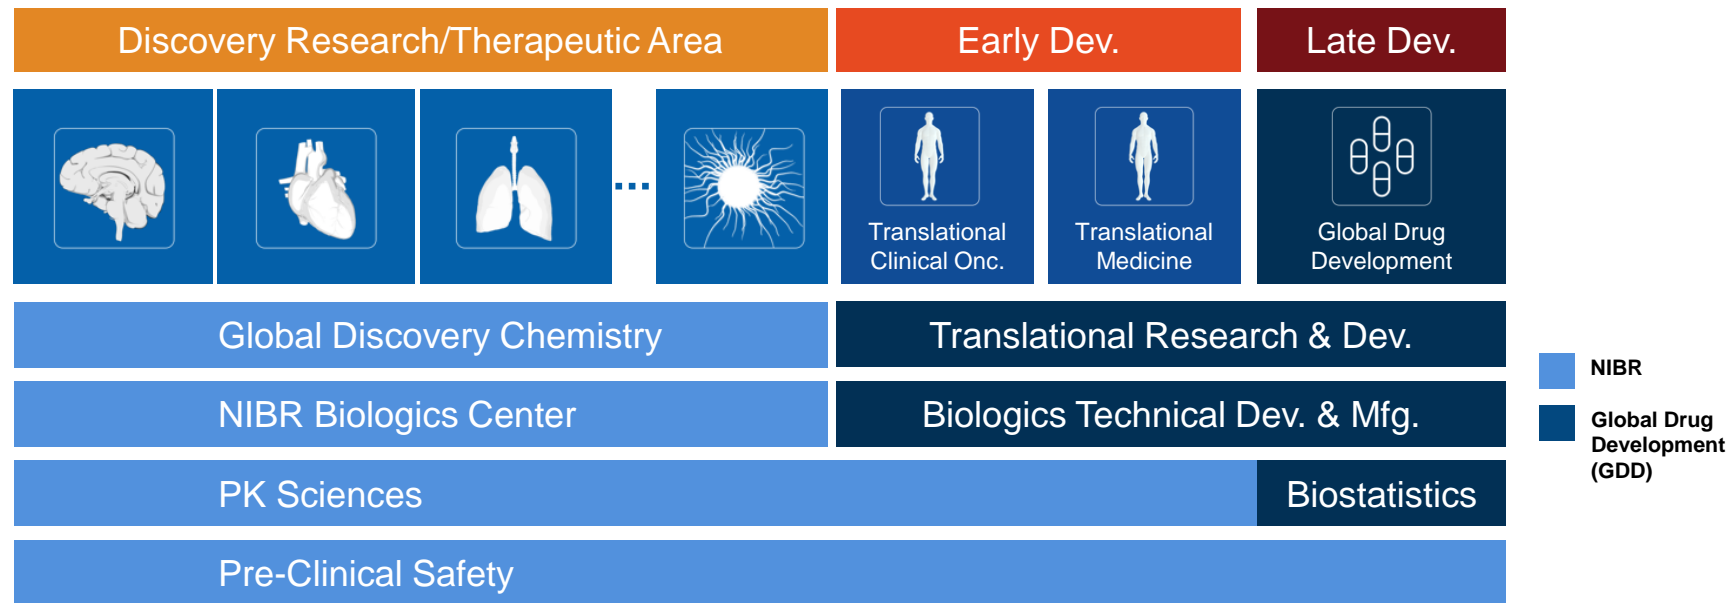 Discovery Research/Therapeutic Area
Early Dev.
Late Dev.
Translational
Clinical Onc.
Translational
Medicine
Global Drug
Development
Global Discovery Chemistry
Translational Research & Dev.
NIBR Biologics Center
Biologics Technical Dev. & Mfg.
PK Sciences
Biostatistics
Pre-Clinical Safety
NIBR
Global Drug
Development
(GDD)